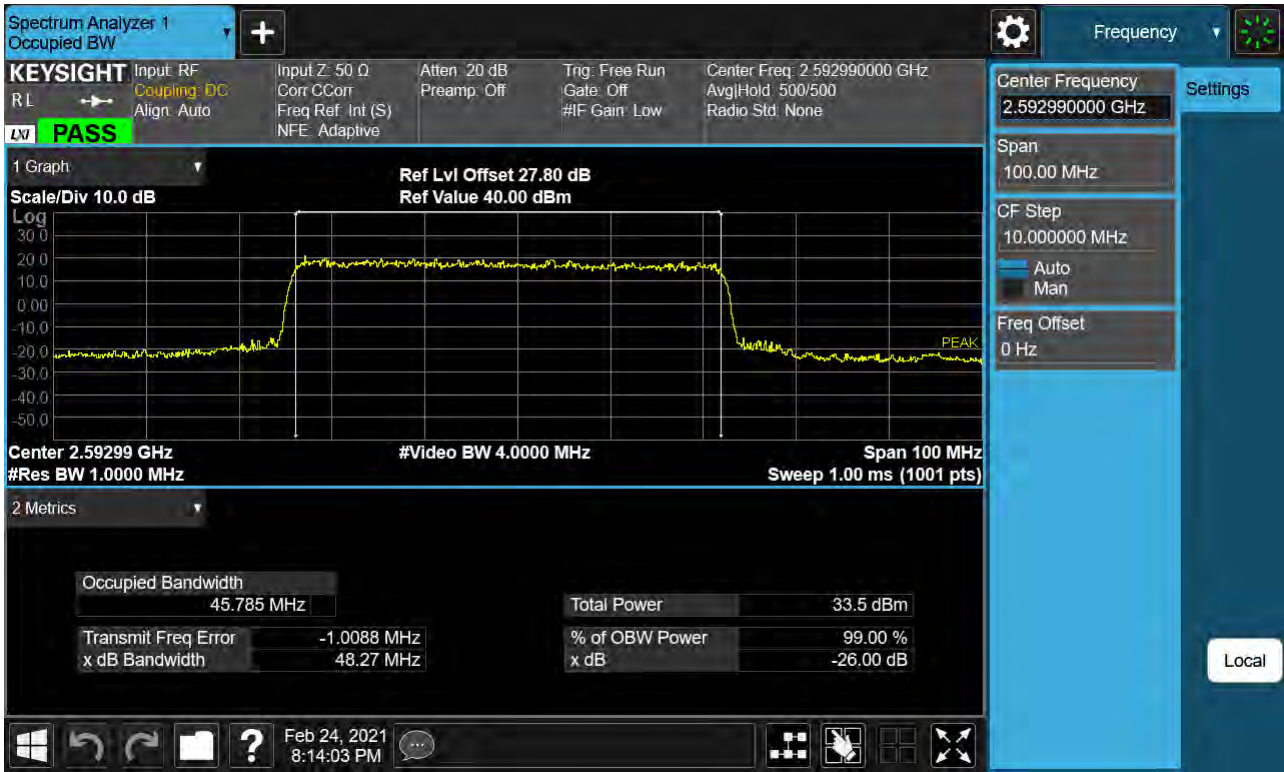 Spectrum Analyzer 1
Occupied BW
+
Frequency
KEYSIGHT
RL
LXI
PASS
Input: RF
Coupling: DC
Align: Auto
Input Z: 50 Ω
Corr CCorr
Freq Ref: Int (S)
NFE: Adaptive
Atten: 20 dB
Preamp: Off
Trig: Free Run
Gate: Off
#IF Gain: Low
Center Freq: 2.592990000 GHz
Avg|Hold: 500/500
Radio Std: None
Center Frequency
2.592990000 GHz
Settings
Span
100.00 MHz
CF Step
10.000000 MHz
Auto
Man
Freq Offset
0 Hz
Local
1 Graph
Scale/Div 10.0 dB
Ref Lvl Offset 27.80 dB
Ref Value 40.00 dBm
Log
30.0
20.0
10.0
0.00
-10.0
-20.0
-30.0
-40.0
-50.0
PEAK
Center 2.59299 GHz
#Res BW 1.0000 MHz
#Video BW 4.0000 MHz
Span 100 MHz
Sweep 1.00 ms (1001 pts)
2 Metrics
Occupied Bandwidth
45.785 MHz
Transmit Freq Error -1.0088 MHz
x dB Bandwidth 48.27 MHz
Total Power 33.5 dBm
% of OBW Power 99.00 %
x dB -26.00 dB
?
Feb 24, 2021
8:14:03 PM